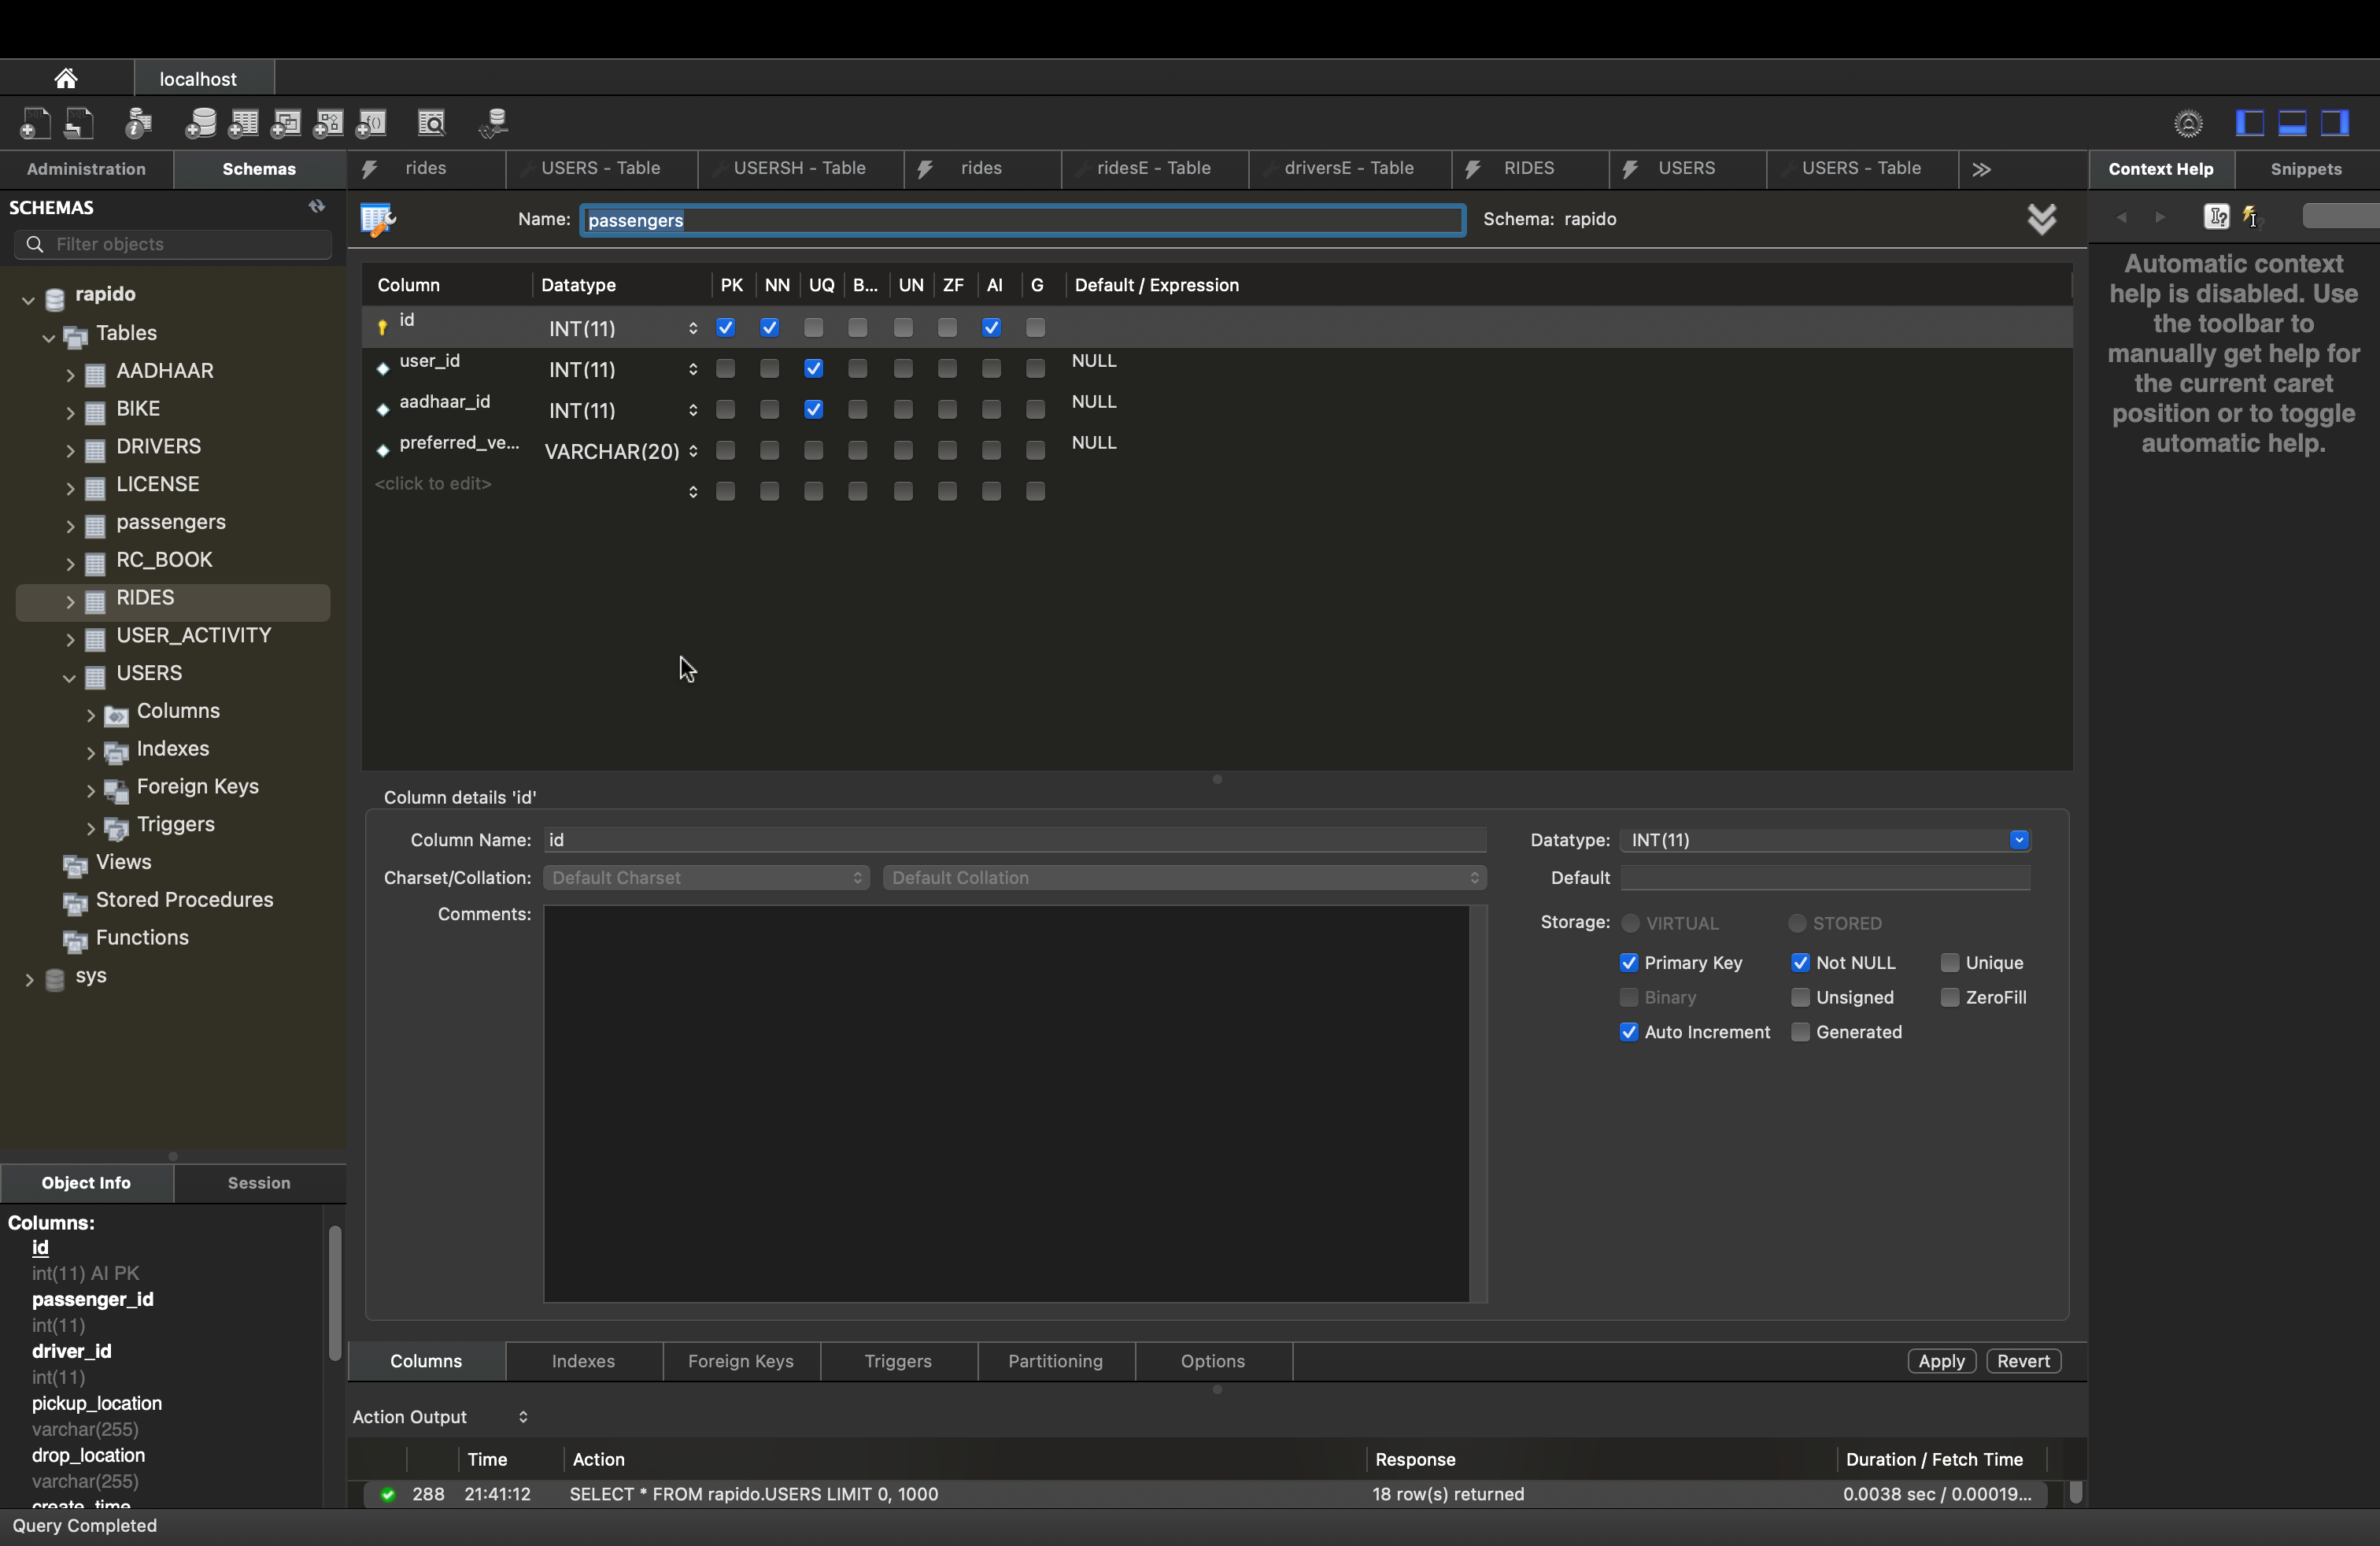 localhost
Administration
Schemas
rides
USERS - Table
USERSH - Table
rides
ridesE - Table
driversE - Table
RIDES
USERS
USERS - Table
Context Help
Snippets
SCHEMAS
Filter objects
rapido
Tables
AADHAAR
BIKE
DRIVERS
LICENSE
passengers
RC_BOOK
RIDES
USER_ACTIVITY
USERS
Columns
Indexes
Foreign Keys
Triggers
Views
Stored Procedures
Functions
sys
Name: passengers
Schema: rapido
Column Datatype PK NN UQ B... UN ZF AI G Default / Expression
id INT(11)
user_id INT(11) NULL
aadhaar_id INT(11) NULL
preferred_ve... VARCHAR(20) NULL
<click to edit>
Column details 'id'
Column Name: id
Charset/Collation: Default Charset Default Collation
Comments:
Datatype: INT(11)
Default
Storage: VIRTUAL STORED
Primary Key Not NULL Unique
Binary Unsigned ZeroFill
Auto Increment Generated
Automatic context
help is disabled. Use
the toolbar to
manually get help for
the current caret
position or to toggle
automatic help.
Object Info
Session
Columns:
id
int(11) AI PK
passenger_id
int(11)
driver_id
int(11)
pickup_location
varchar(255)
drop_location
varchar(255)
create_time
Columns
Indexes
Foreign Keys
Triggers
Partitioning
Options
Apply
Revert
Action Output
Time Action Response Duration / Fetch Time
288 21:41:12 SELECT * FROM rapido.USERS LIMIT 0, 1000 18 row(s) returned 0.0038 sec / 0.00019...
Query Completed